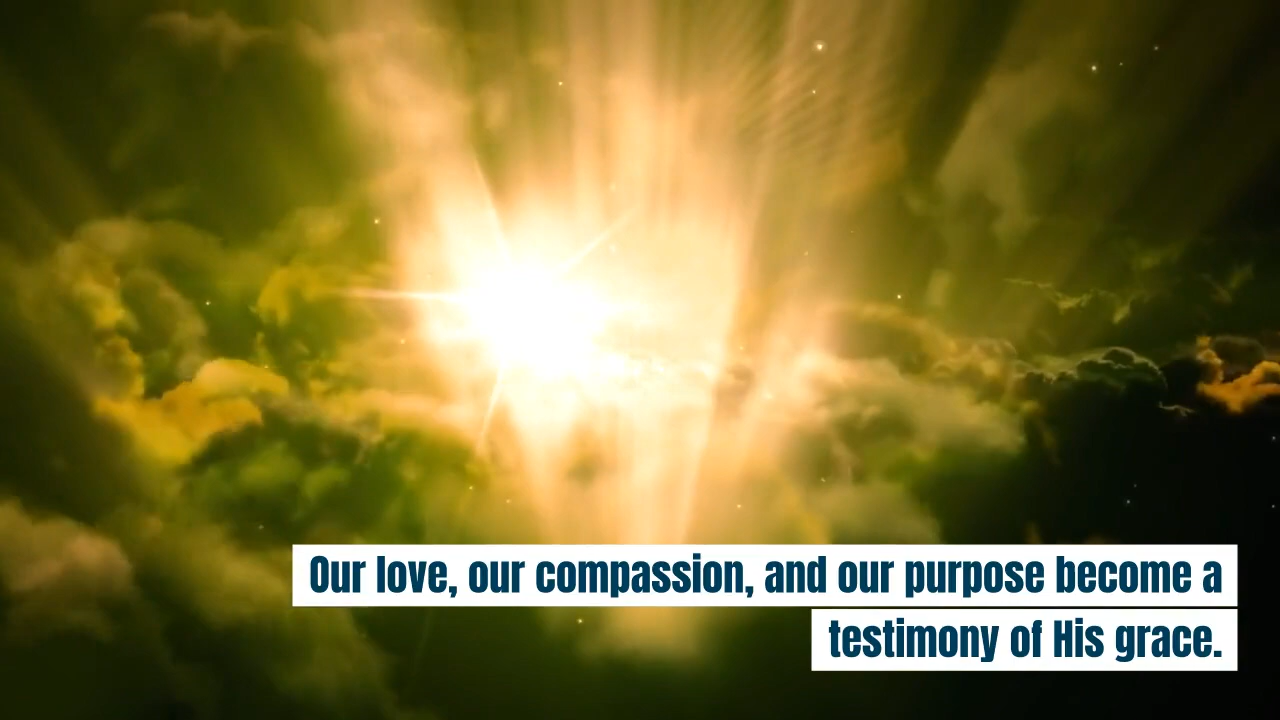 Our love, our compassion, and our purpose become a
testimony of His grace.